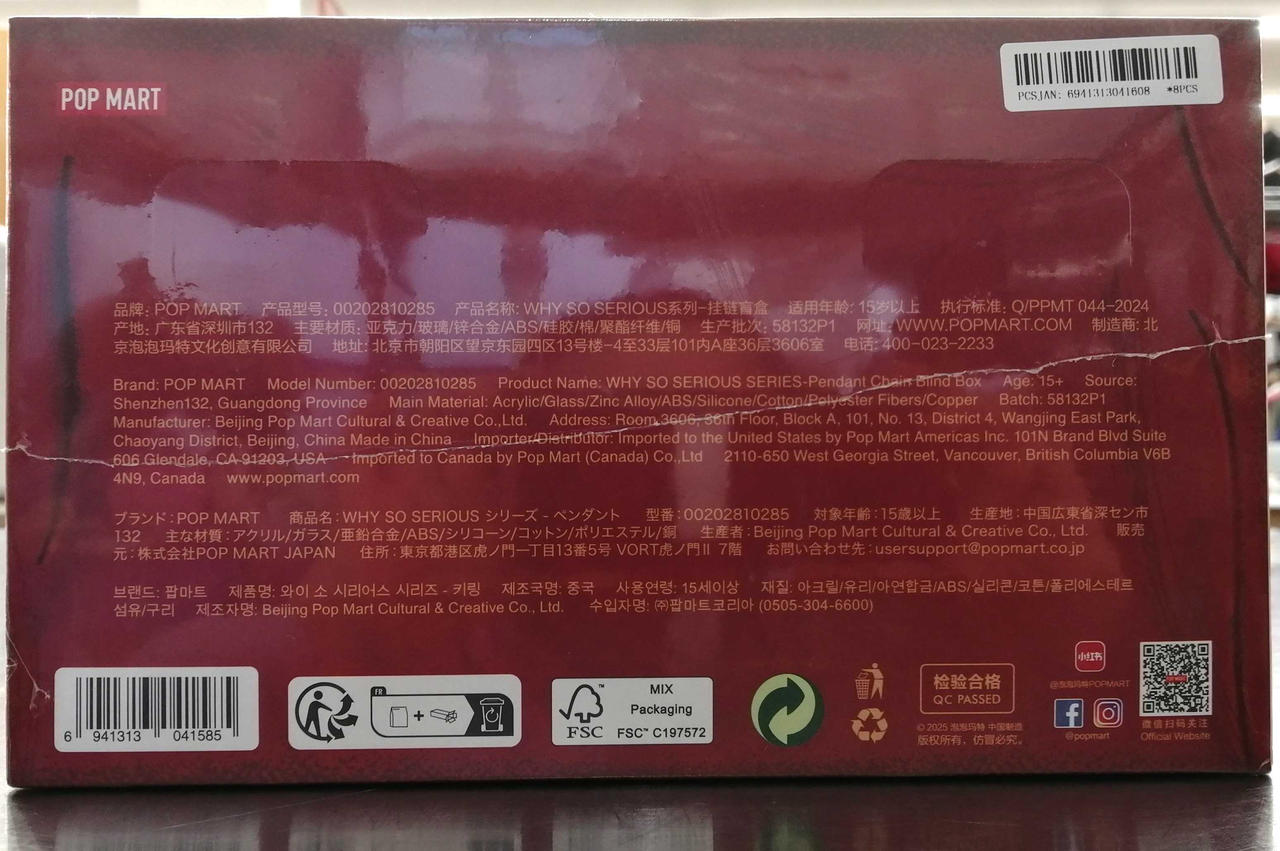 POP MART
PCSJAN: 6941313041608 *8PCS
品牌: POP MART 产品型号: 00202810285 产品名称: WHY SO SERIOUS系列-挂链盲盒 适用年龄: 15岁以上 执行标准: Q/PPMT 044-2024
产地: 广东省深圳市132 主要材质: 亚克力/玻璃/锌合金/ABS/硅胶/棉/聚酯纤维/铜 生产批次: 58132P1 网址: WWW.POPMART.COM 制造商: 北
京泡泡玛特文化创意有限公司 地址: 北京市朝阳区望京东园四区13号楼-4至33层101内A座36层3606室 电话: 400-023-2233
Brand: POP MART Model Number: 00202810285 Product Name: WHY SO SERIOUS SERIES-Pendant Chain Blind Box Age: 15+ Source:
Shenzhen132, Guangdong Province Main Material: Acrylic/Glass/Zinc Alloy/ABS/Silicone/Cotton/Polyester Fibers/Copper Batch: 58132P1
Manufacturer: Beijing Pop Mart Cultural & Creative Co.,Ltd. Address: Room 3606, 36th Floor, Block A, 101, No. 13, District 4, Wangjing East Park,
Chaoyang District, Beijing, China Made in China Importer/Distributor: Imported to the United States by Pop Mart Americas Inc. 101N Brand Blvd Suite
606 Glendale, CA 91203, USA Imported to Canada by Pop Mart (Canada) Co.,Ltd 2110-650 West Georgia Street, Vancouver, British Columbia V6B
4N9, Canada www.popmart.com
ブランド: POP MART 商品名: WHY SO SERIOUS シリーズ - ペンダント 型番: 00202810285 対象年齢: 15歳以上 生産地: 中国広東省深セン市
132 主な材質: アクリル/ガラス/亜鉛合金/ABS/シリコーン/コットン/ポリエステル/銅 生産者: Beijing Pop Mart Cultural & Creative Co., Ltd. 販売
元: 株式会社POP MART JAPAN 住所: 東京都港区虎ノ門一丁目13番5号 VORT虎ノ門II 7階 お問い合わせ先: usersupport@popmart.co.jp
브랜드: 팝마트 제품명: 와이 소 시리어스 시리즈 - 키링 제조국명: 중국 사용연령: 15세이상 재질: 아크릴/유리/아연합금/ABS/실리콘/코튼/폴리에스테르
섬유/구리 제조자명: Beijing Pop Mart Cultural & Creative Co., Ltd. 수입자명: ㈜팝마트코리아 (0505-304-6600)
6 941313 041585
FR
+
FSC™
MIX
Packaging
FSC™ C197572
检验合格
QC PASSED
© 2025 泡泡玛特 中国制造
版权所有，仿冒必究。
小红书
@泡泡玛特POPMART
@popmart
POP MART
微信扫码关注
Official Website